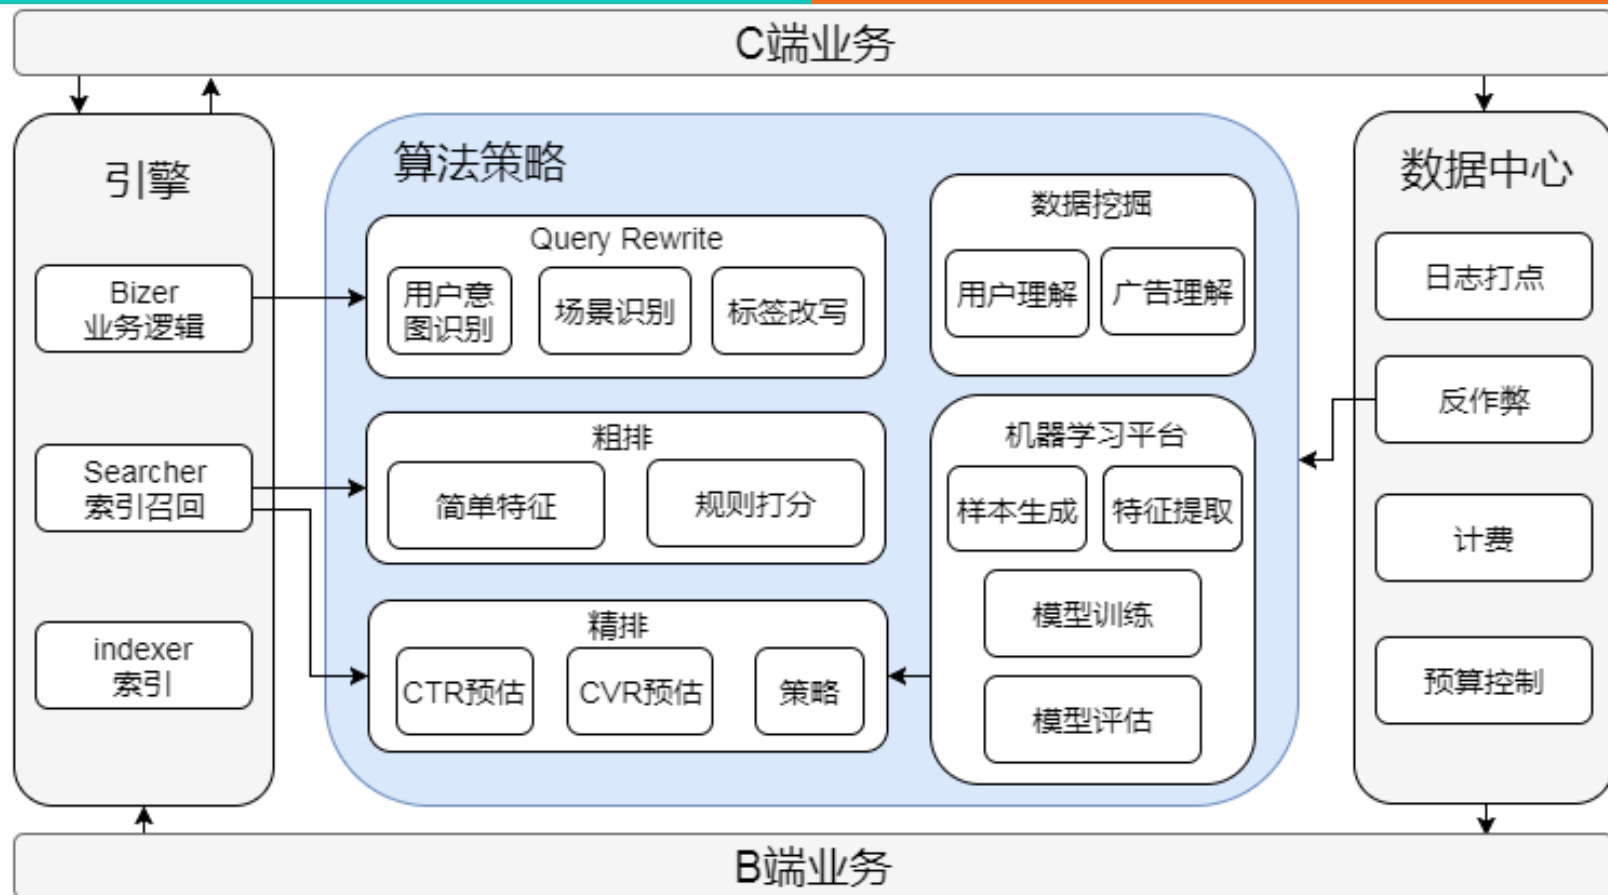 C端业务
引擎
Bizer
业务逻辑
Searcher
索引召回
indexer
索引
算法策略
Query Rewrite
用户意
图识别
场景识别
标签改写
粗排
简单特征
规则打分
精排
CTR预估
CVR预估
策略
数据挖掘
用户理解
广告理解
机器学习平台
样本生成
特征提取
模型训练
模型评估
数据中心
日志打点
反作弊
计费
预算控制
B端业务